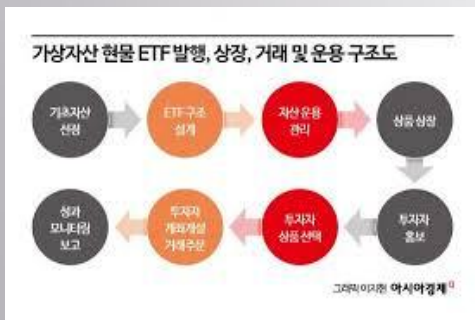 가상자산 현물 ETF 발행, 상장, 거래 및 운용 구조도
기초자산
선정
ETF 구조
설계
자산 운용
관리
상품 상장
투자자
홍보
투자자
상품 선택
투자자
계좌개설
거래주문
성과
모니터링
보고
그래픽 이지현 아시아경제